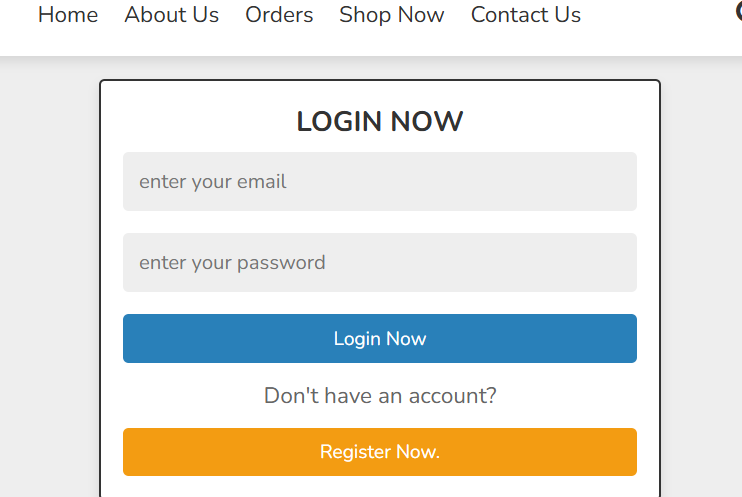 Home About Us Orders Shop Now Contact Us
LOGIN NOW
enter your email
enter your password
Login Now
Don't have an account?
Register Now.